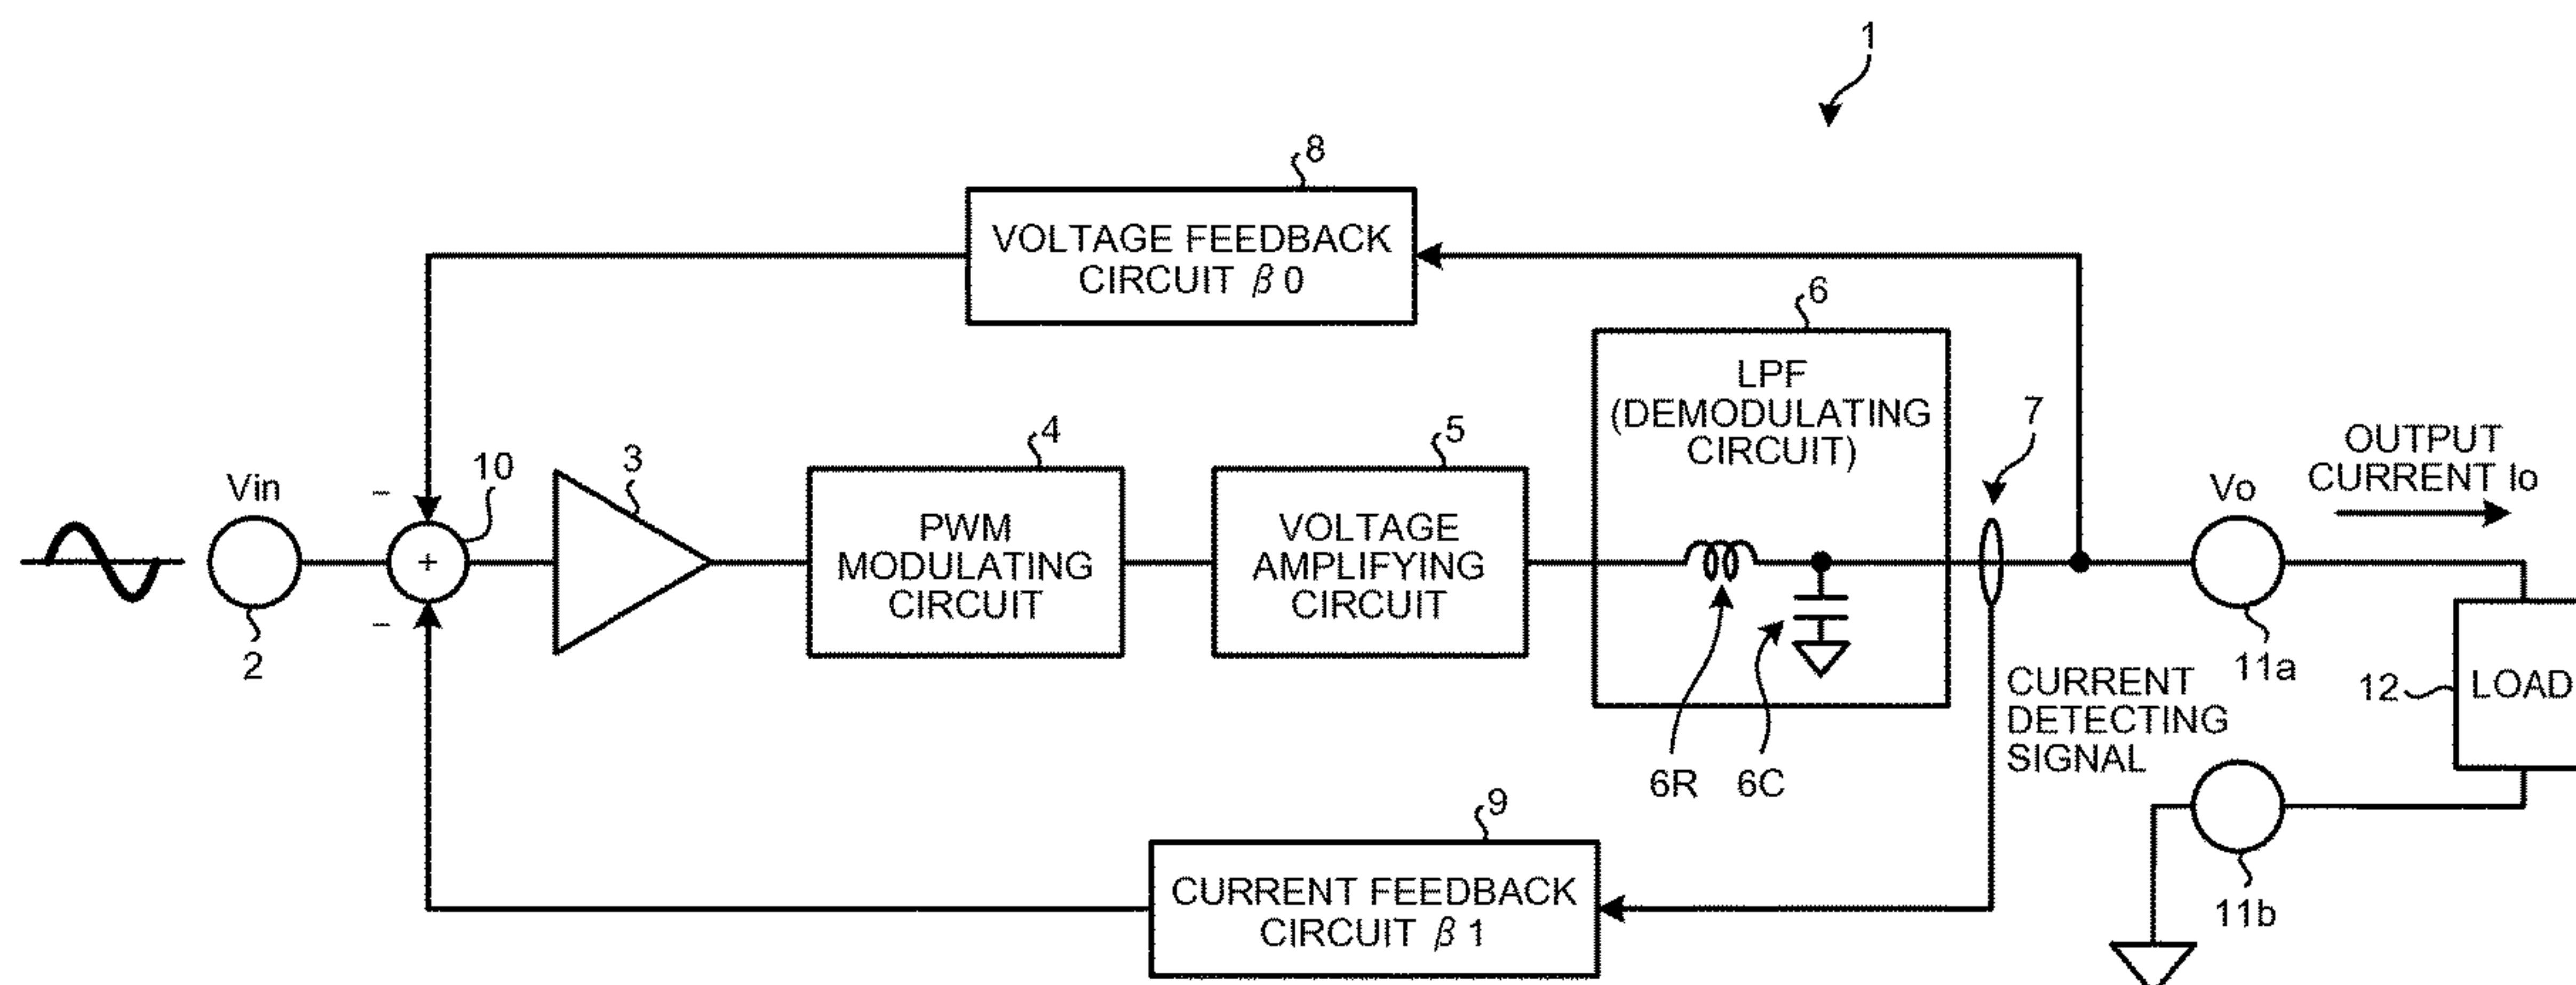 1
8
VOLTAGE FEEDBACK
CIRCUIT β0
6
LPF
(DEMODULATING
CIRCUIT)
7
OUTPUT
CURRENT Io
Vin
–
10
3
4
5
Vo
+
PWM
MODULATING
CIRCUIT
VOLTAGE
AMPLIFYING
CIRCUIT
–
2
11a
12
LOAD
CURRENT
DETECTING
SIGNAL
6R
6C
9
CURRENT FEEDBACK
CIRCUIT β1
11b